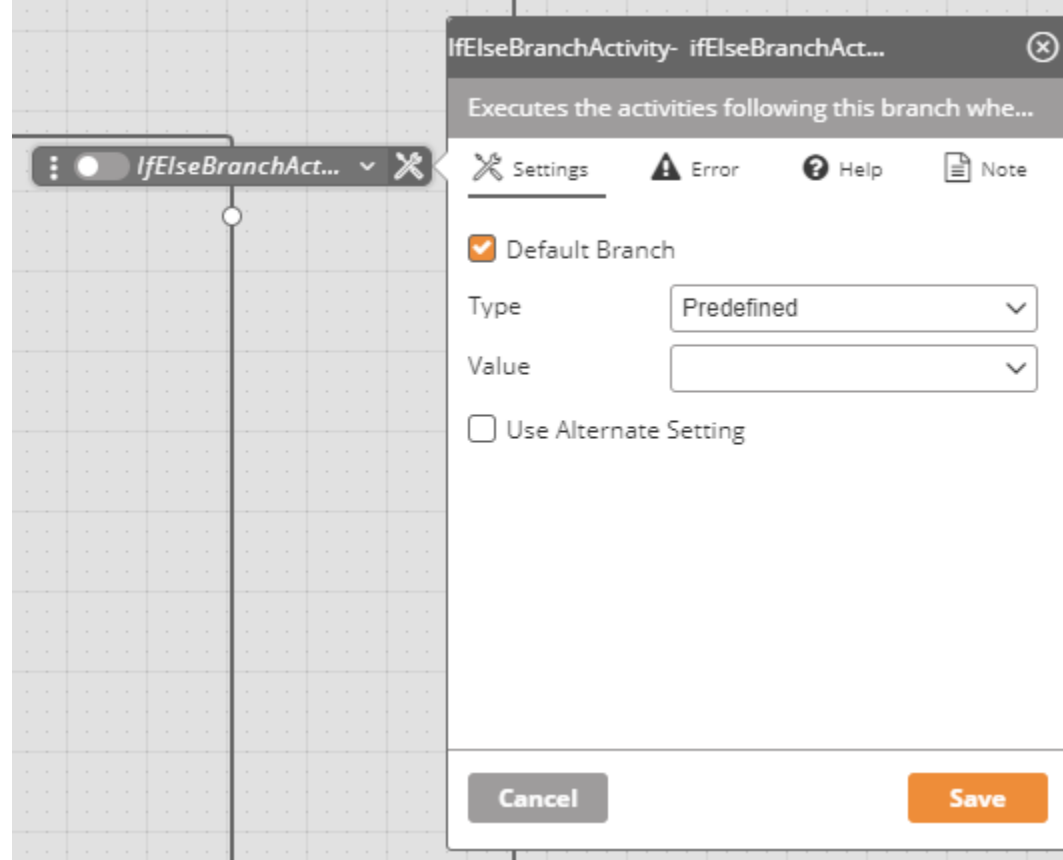 IfElseBranchActivity- ifElseBranchAct...
Executes the activities following this branch whe...
IfElseBranchAct...
Settings
Error
Help
Note
Default Branch
Type
Predefined
Value
Use Alternate Setting
Cancel
Save